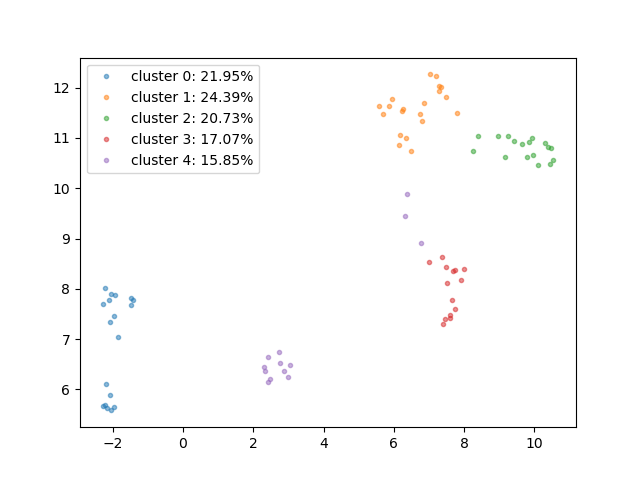 cluster 0: 21.95%
cluster 1: 24.39%
cluster 2: 20.73%
cluster 3: 17.07%
cluster 4: 15.85%
12
11
10
9
8
7
6
−2 0 2 4 6 8 10